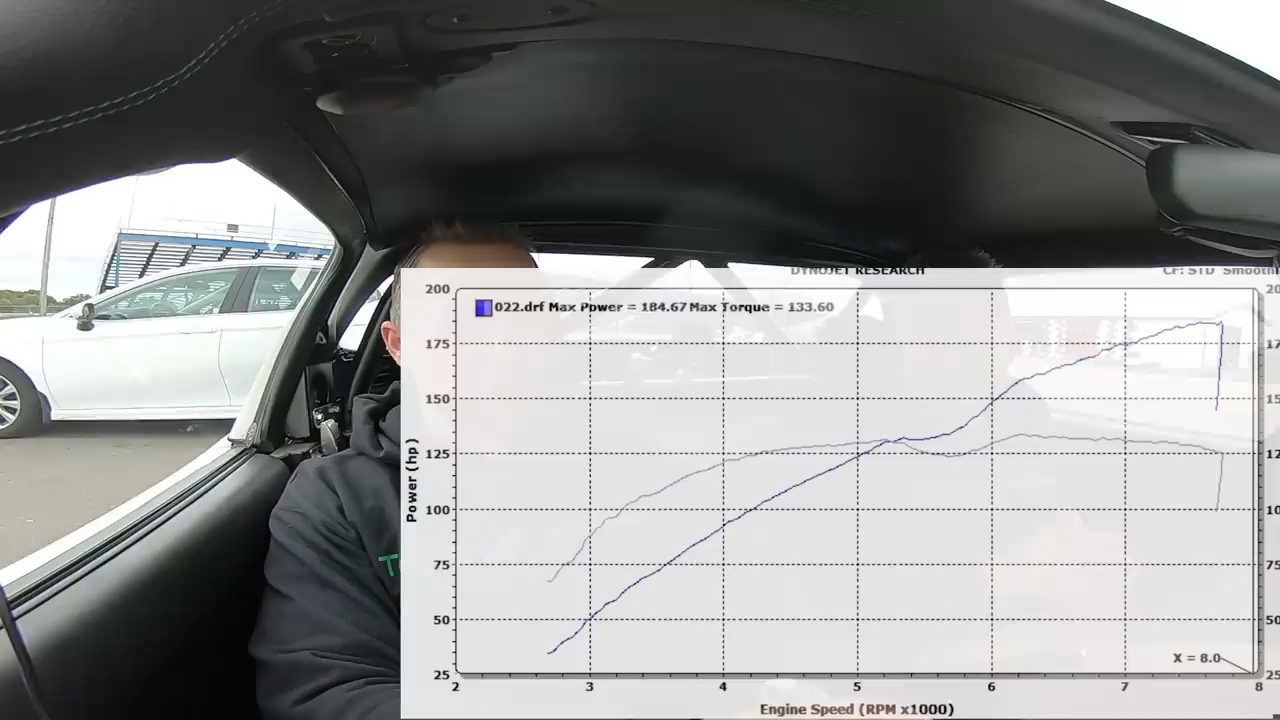 DYNOJET RESEARCH
CF: STD Smooth
022.drf Max Power = 184.67 Max Torque = 133.60
200
175
150
125
100
75
50
25
Power (hp)
X = 8.0
2 3 4 5 6 7 8
Engine Speed (RPM x1000)